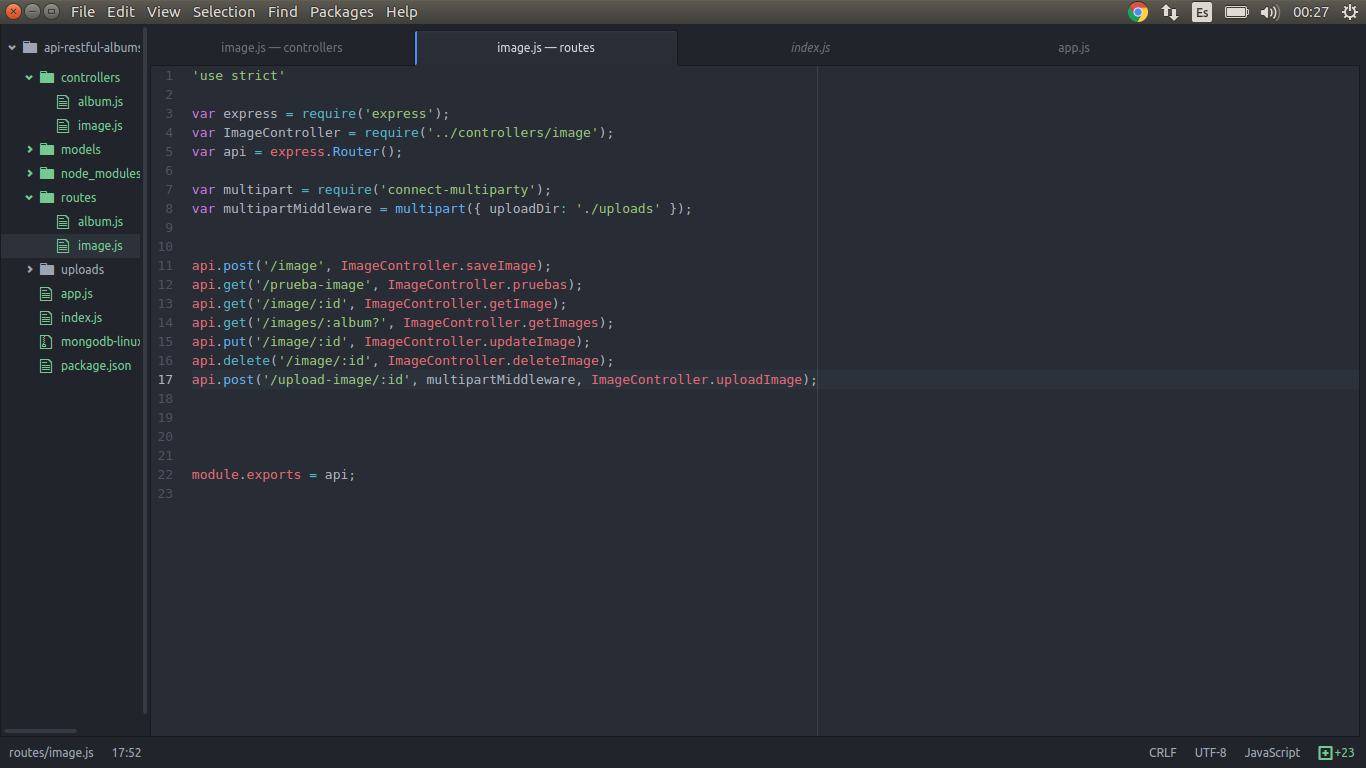 File Edit View Selection Find Packages Help
Es
00:27
api-restful-albums
controllers
album.js
image.js
models
node_modules
routes
album.js
image.js
uploads
app.js
index.js
mongodb-linux
package.json
image.js — controllers
image.js — routes
index.js
app.js
1 'use strict'
2
3 var express = require('express');
4 var ImageController = require('../controllers/image');
5 var api = express.Router();
6
7 var multipart = require('connect-multiparty');
8 var multipartMiddleware = multipart({ uploadDir: './uploads' });
9
10
11 api.post('/image', ImageController.saveImage);
12 api.get('/prueba-image', ImageController.pruebas);
13 api.get('/image/:id', ImageController.getImage);
14 api.get('/images/:album?', ImageController.getImages);
15 api.put('/image/:id', ImageController.updateImage);
16 api.delete('/image/:id', ImageController.deleteImage);
17 api.post('/upload-image/:id', multipartMiddleware, ImageController.uploadImage);
18
19
20
21
22 module.exports = api;
23
routes/image.js 17:52
CRLF UTF-8 JavaScript +23